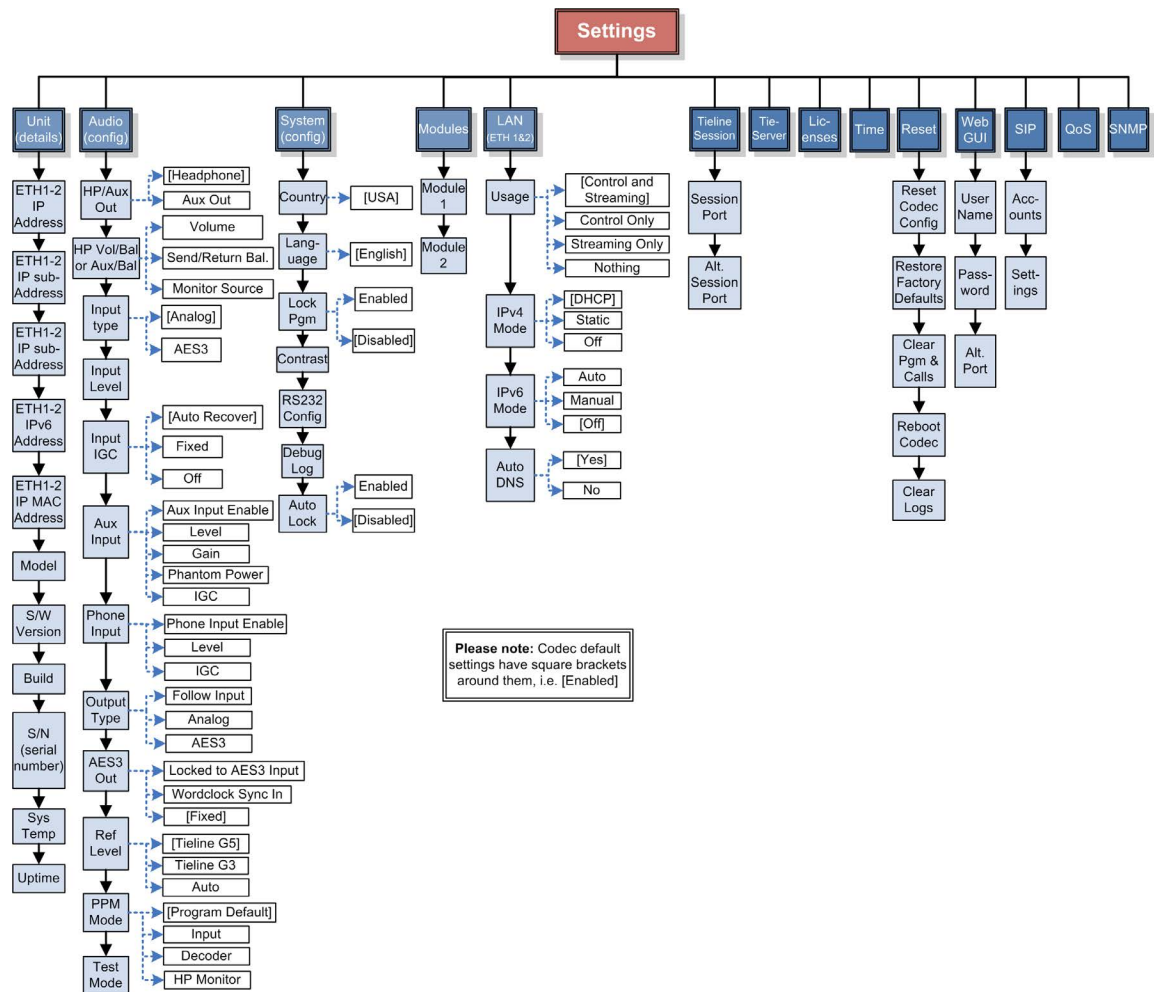 Settings
Unit
(details)
Audio
(config)
System
(config)
Modules
LAN
(ETH 1&2)
Tieline
Session
Tie-
Server
Lic-
enses
Time
Reset
Web
GUI
SIP
QoS
SNMP
ETH1-2
IP
Address
ETH1-2
IP sub-
Address
ETH1-2
IP sub-
Address
ETH1-2
IPv6
Address
ETH1-2
IP MAC
Address
Model
S/W
Version
Build
S/N
(serial
number)
Sys
Temp
Uptime
HP/Aux
Out
[Headphone]
Aux Out
HP Vol/Bal
or Aux/Bal
Volume
Send/Return Bal.
Monitor Source
Input
type
[Analog]
AES3
Input
Level
Input
IGC
[Auto Recover]
Fixed
Off
Aux
Input
Aux Input Enable
Level
Gain
Phantom Power
IGC
Phone
Input
Phone Input Enable
Level
IGC
Output
Type
Follow Input
Analog
AES3
AES3
Out
Locked to AES3 Input
Wordclock Sync In
[Fixed]
Ref
Level
[Tieline G5]
Tieline G3
Auto
PPM
Mode
[Program Default]
Input
Decoder
HP Monitor
Test
Mode
Country
[USA]
Lang-
uage
[English]
Lock
Pgm
Enabled
[Disabled]
Contrast
RS232
Config
Debug
Log
Auto
Lock
Enabled
[Disabled]
Module
1
Module
2
Usage
[Control and
Streaming]
Control Only
Streaming Only
Nothing
IPv4
Mode
[DHCP]
Static
Off
IPv6
Mode
Auto
Manual
[Off]
Auto
DNS
[Yes]
No
Session
Port
Alt.
Session
Port
Reset
Codec
Config
Restore
Factory
Defaults
Clear
Pgm &
Calls
Reboot
Codec
Clear
Logs
User
Name
Pass-
word
Alt.
Port
Acc-
ounts
Sett-
ings
Please note: Codec default
settings have square brackets
around them, i.e. [Enabled]